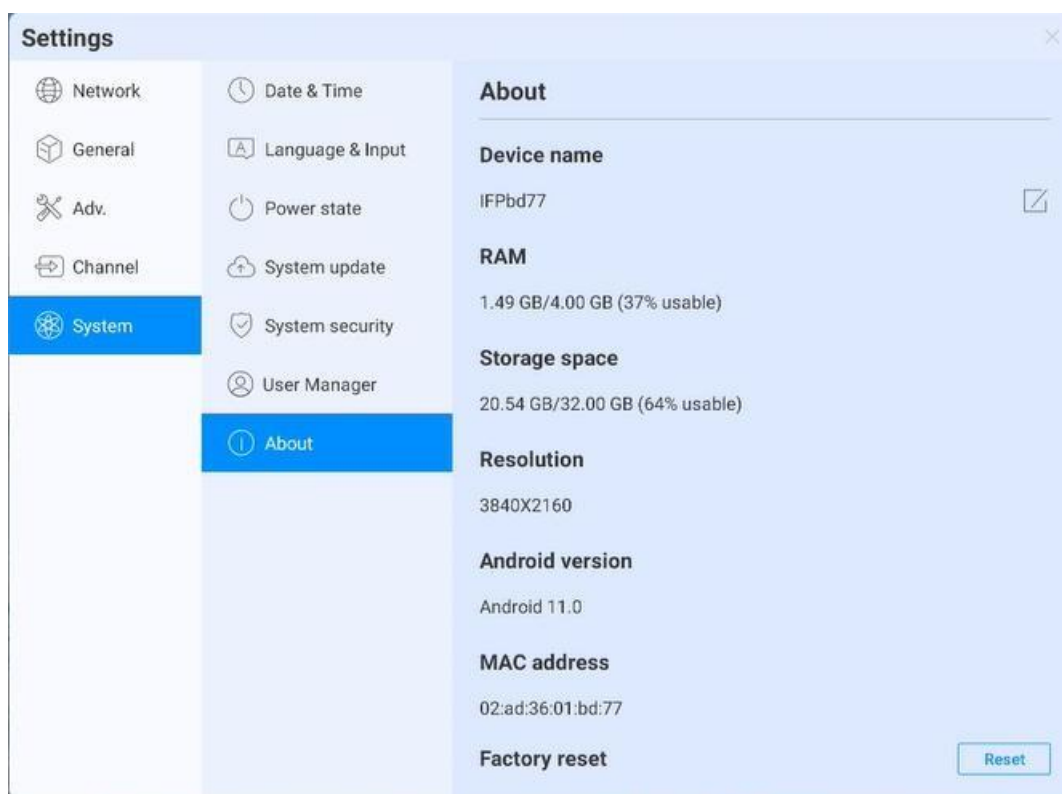 Settings
Network
General
Adv.
Channel
System
Date & Time
Language & Input
Power state
System update
System security
User Manager
About
About
Device name
IFPbd77
RAM
1.49 GB/4.00 GB (37% usable)
Storage space
20.54 GB/32.00 GB (64% usable)
Resolution
3840X2160
Android version
Android 11.0
MAC address
02:ad:36:01:bd:77
Factory reset
Reset